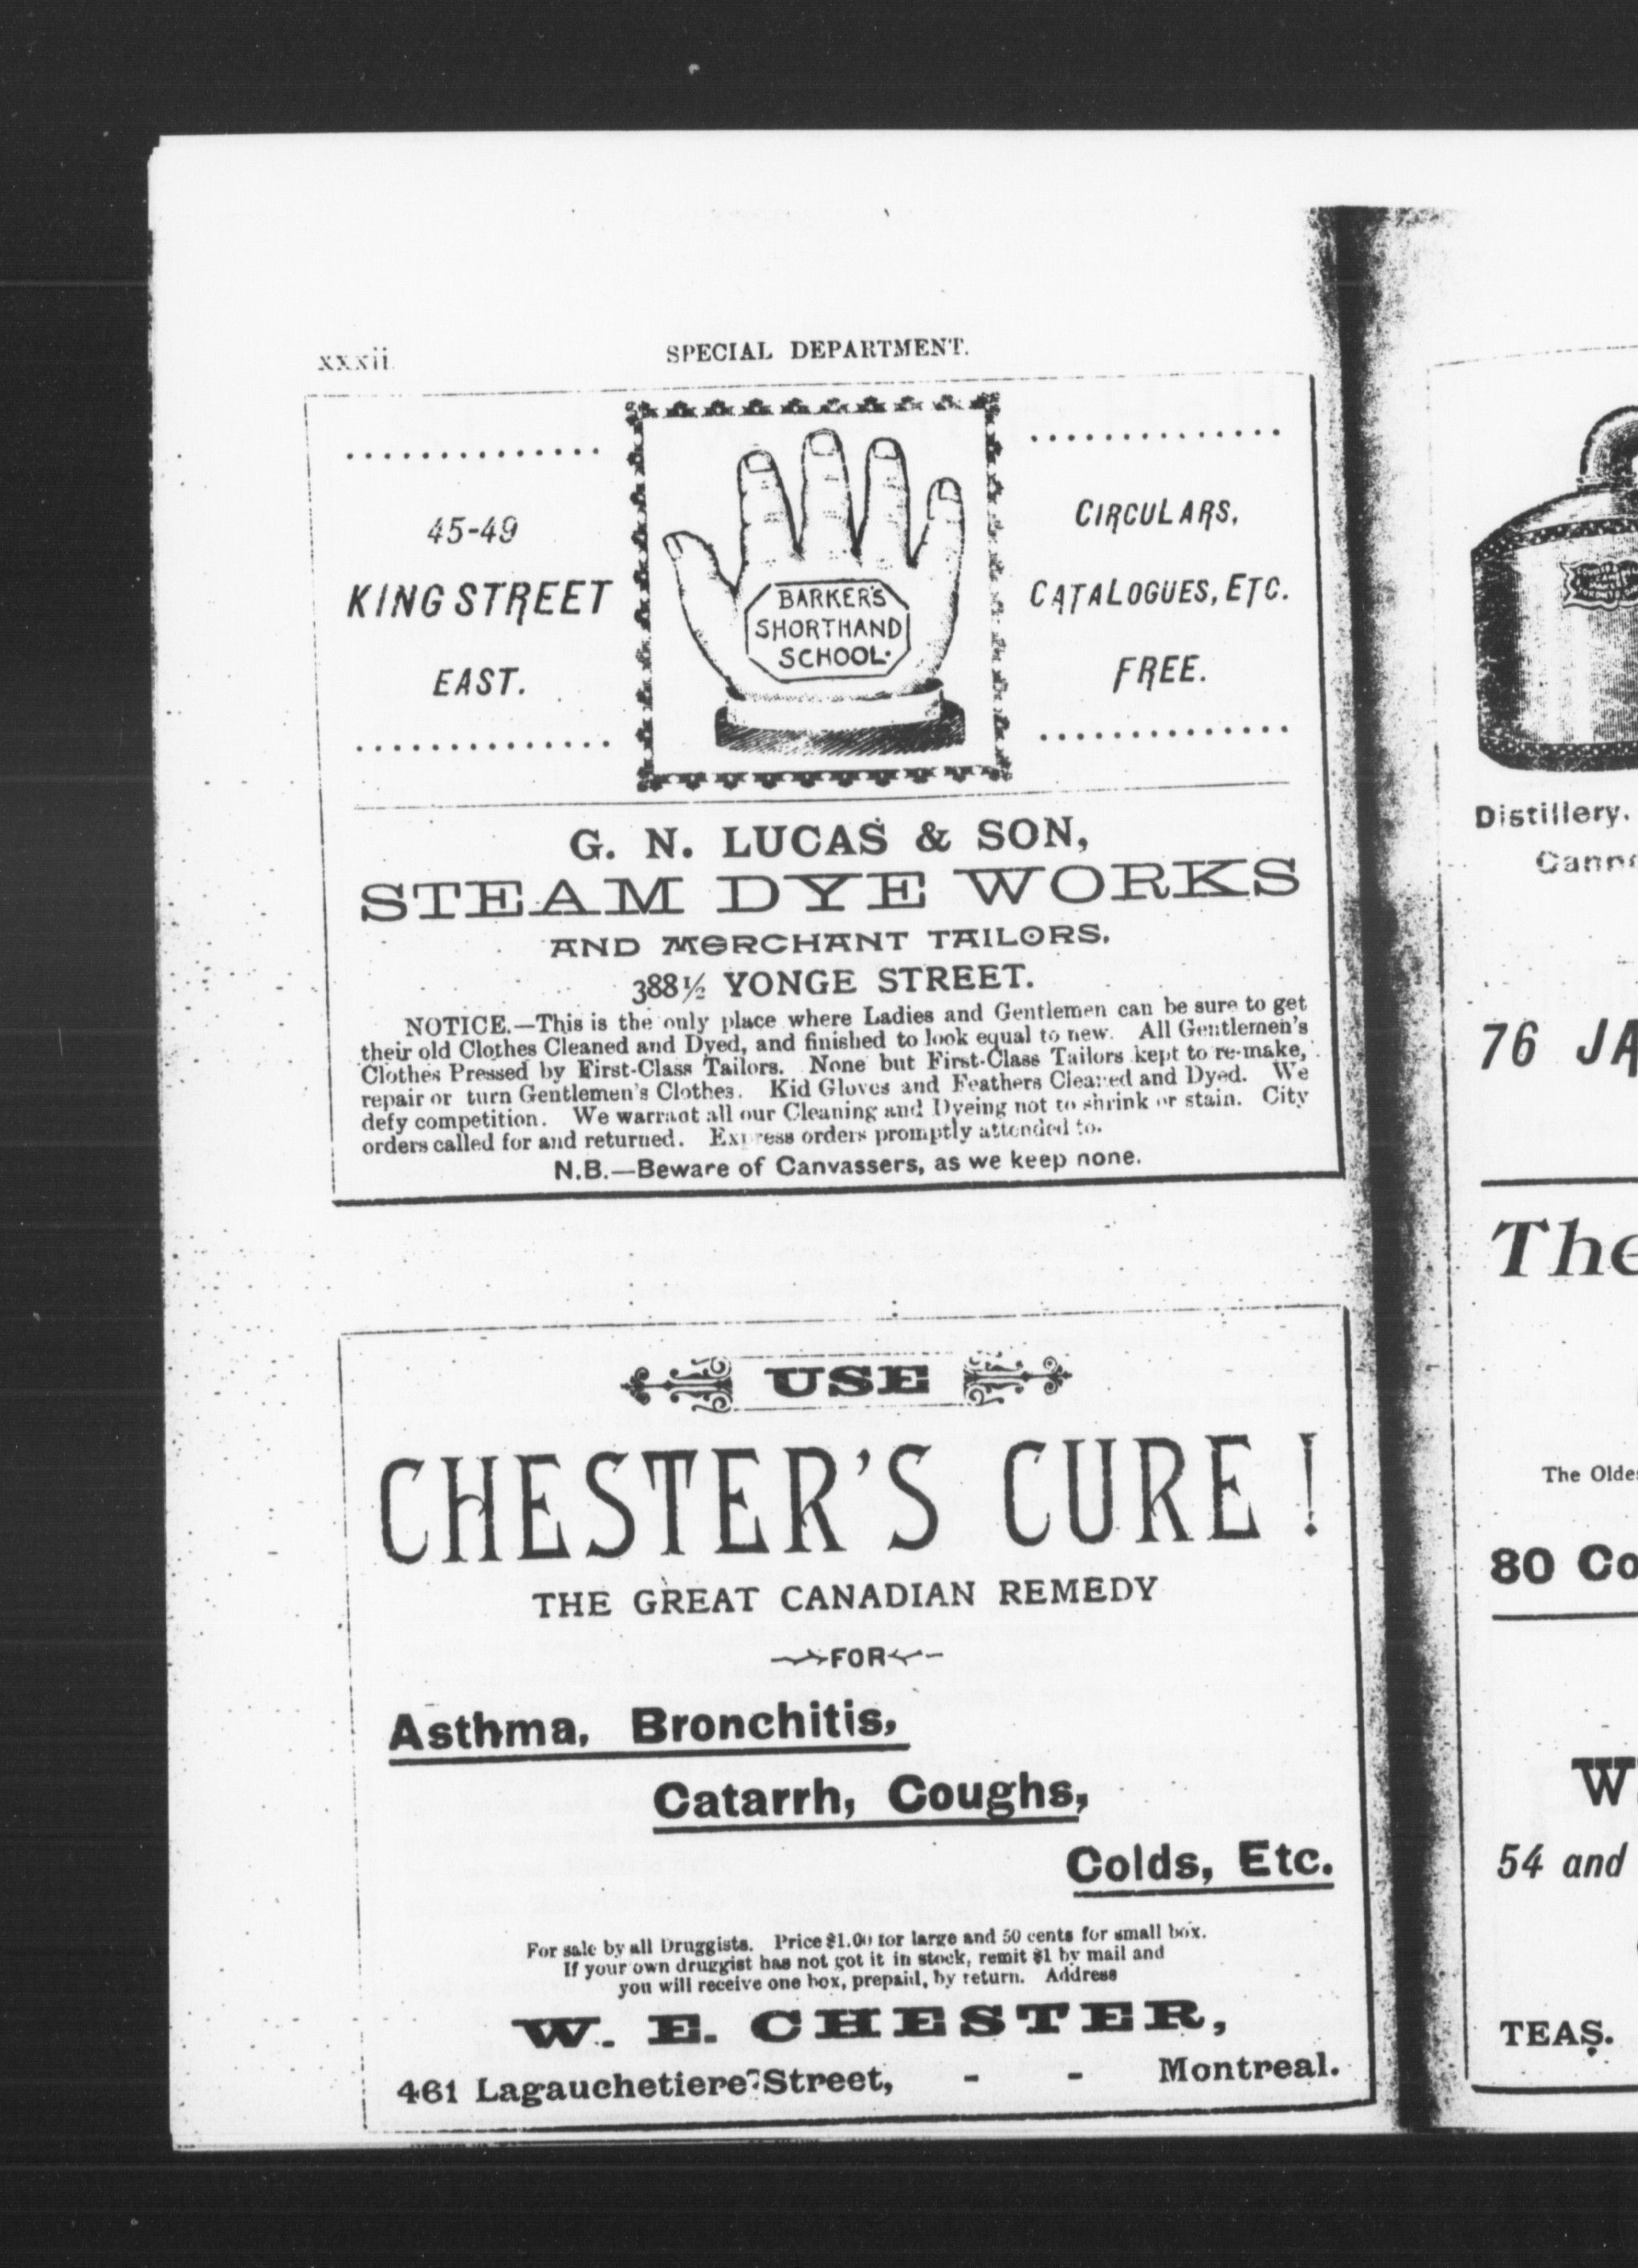 xxxii. SPECIAL DEPARTMENT.
45-49
KING STREET
EAST.
BARKER'S
SHORTHAND
SCHOOL.
CIRCULARS,
CATALOGUES, ETC.
FREE.
G. N. LUCAS & SON,
STEAM DYE WORKS
AND MERCHANT TAILORS.
388½ YONGE STREET.
NOTICE.—This is the only place where Ladies and Gentlemen can be sure to get
their old Clothes Cleaned and Dyed, and finished to look equal to new. All Gentlemen's
Clothes Pressed by First-Class Tailors. None but First-Class Tailors kept to re-make,
repair or turn Gentlemen's Clothes. Kid Gloves and Feathers Cleaned and Dyed. We
defy competition. We warrant all our Cleaning and Dyeing not to shrink or stain. City
orders called for and returned. Express orders promptly attended to.
N.B.—Beware of Canvassers, as we keep none.
USE
CHESTER'S CURE!
THE GREAT CANADIAN REMEDY
FOR
Asthma, Bronchitis,
Catarrh, Coughs,
Colds, Etc.
For sale by all Druggists. Price $1.00 for large and 50 cents for small box.
If your own druggist has not got it in stock, remit $1 by mail and
you will receive one box, prepaid, by return. Address
W. E. CHESTER,
461 Lagauchetiere Street, - - Montreal.
Distillery.
76 JA
The
The Olde
80 Co
W
54 and
TEAS.